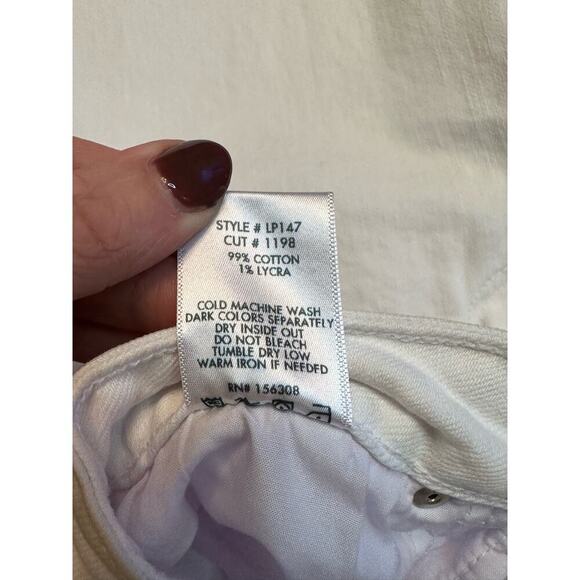 STYLE # LP147
CUT # 1198
99% COTTON
1% LYCRA
COLD MACHINE WASH
DARK COLORS SEPARATELY
DRY INSIDE OUT
DO NOT BLEACH
TUMBLE DRY LOW
WARM IRON IF NEEDED
RN# 156308